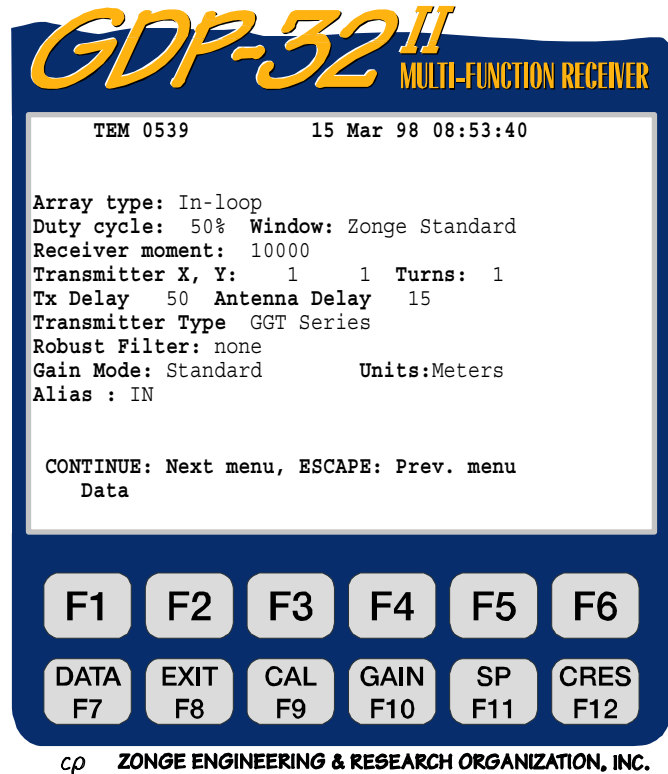 GDP-32 II
MULTI-FUNCTION RECEIVER
TEM 0539 15 Mar 98 08:53:40
Array type: In-loop
Duty cycle: 50% Window: Zonge Standard
Receiver moment: 10000
Transmitter X, Y: 1 1 Turns: 1
Tx Delay 50 Antenna Delay 15
Transmitter Type GGT Series
Robust Filter: none
Gain Mode: Standard Units:Meters
Alias : IN
CONTINUE: Next menu, ESCAPE: Prev. menu
Data
F1 F2 F3 F4 F5 F6
DATA EXIT CAL GAIN SP CRES
F7 F8 F9 F10 F11 F12
ZONGE ENGINEERING & RESEARCH ORGANIZATION, INC.